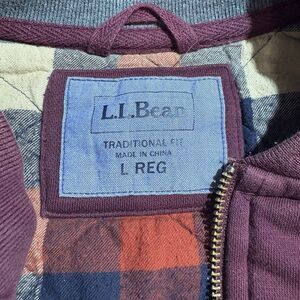 L.L.Bean
TRADITIONAL FIT
MADE IN CHINA
L REG